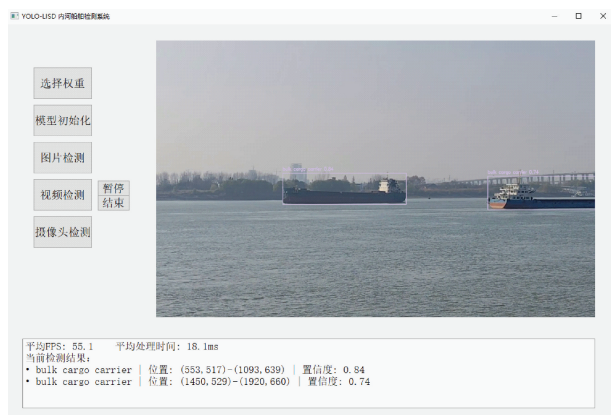 YOLO-LISD 内河船舶检测系统
选择权重
模型初始化
图片检测
视频检测
暂停
结束
摄像头检测
平均FPS: 55.1 平均处理时间: 18.1ms
当前检测结果:
• bulk cargo carrier | 位置: (553,517)-(1093,639) | 置信度: 0.84
• bulk cargo carrier | 位置: (1450,529)-(1920,660) | 置信度: 0.74